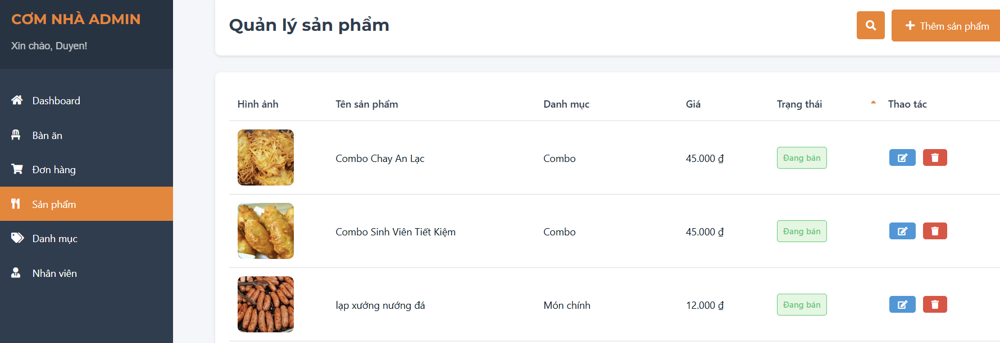 CƠM NHÀ ADMIN
Xin chào, Duyen!
Dashboard
Bàn ăn
Đơn hàng
Sản phẩm
Danh mục
Nhân viên
Quản lý sản phẩm
Thêm sản phẩm
Hình ảnh Tên sản phẩm Danh mục Giá Trạng thái Thao tác
Combo Chay An Lạc Combo 45.000 ₫ Đang bán
Combo Sinh Viên Tiết Kiệm Combo 45.000 ₫ Đang bán
lạp xưởng nướng đá Món chính 12.000 ₫ Đang bán